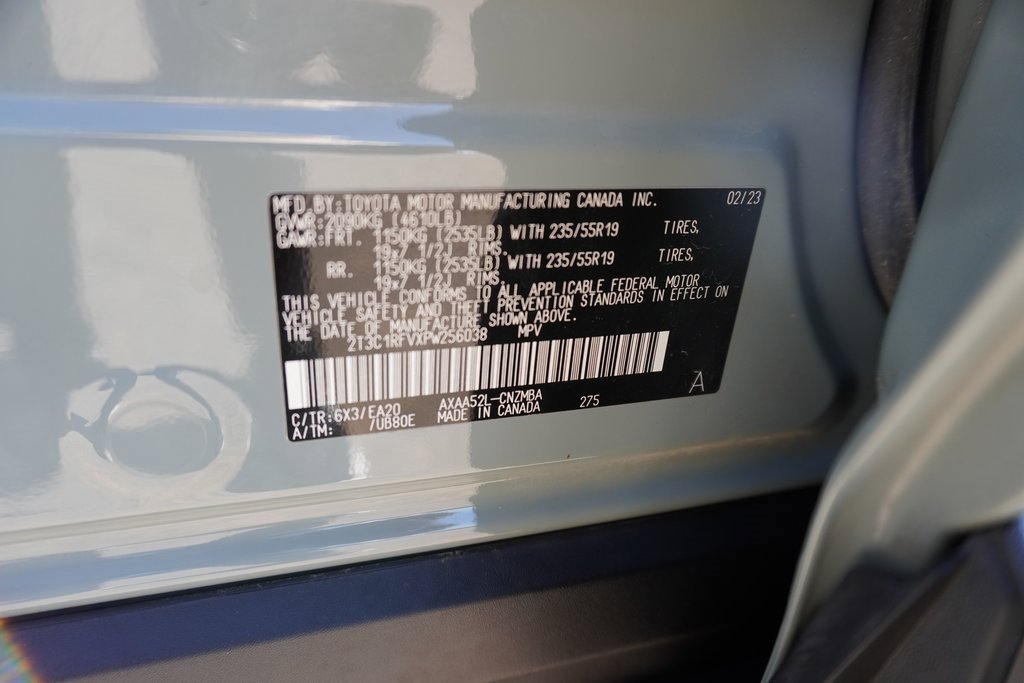 MFD BY: TOYOTA MOTOR MANUFACTURING CANADA INC. 02/23
GVWR: 2090KG (4610LB)
GAWR: FRT. 1150KG (2535LB) WITH 235/55R19 TIRES,
19x7 1/2J RIMS.
RR. 1150KG (2535LB) WITH 235/55R19 TIRES,
19x7 1/2J RIMS.
THIS VEHICLE CONFORMS TO ALL APPLICABLE FEDERAL MOTOR
VEHICLE SAFETY AND THEFT PREVENTION STANDARDS IN EFFECT ON
THE DATE OF MANUFACTURE SHOWN ABOVE.
2T3C1RFVXPW256038 MPV
C/TR: 6X3/EA20 AXAA52L-CNZMBA 275 A
A/TM: /UB80E MADE IN CANADA